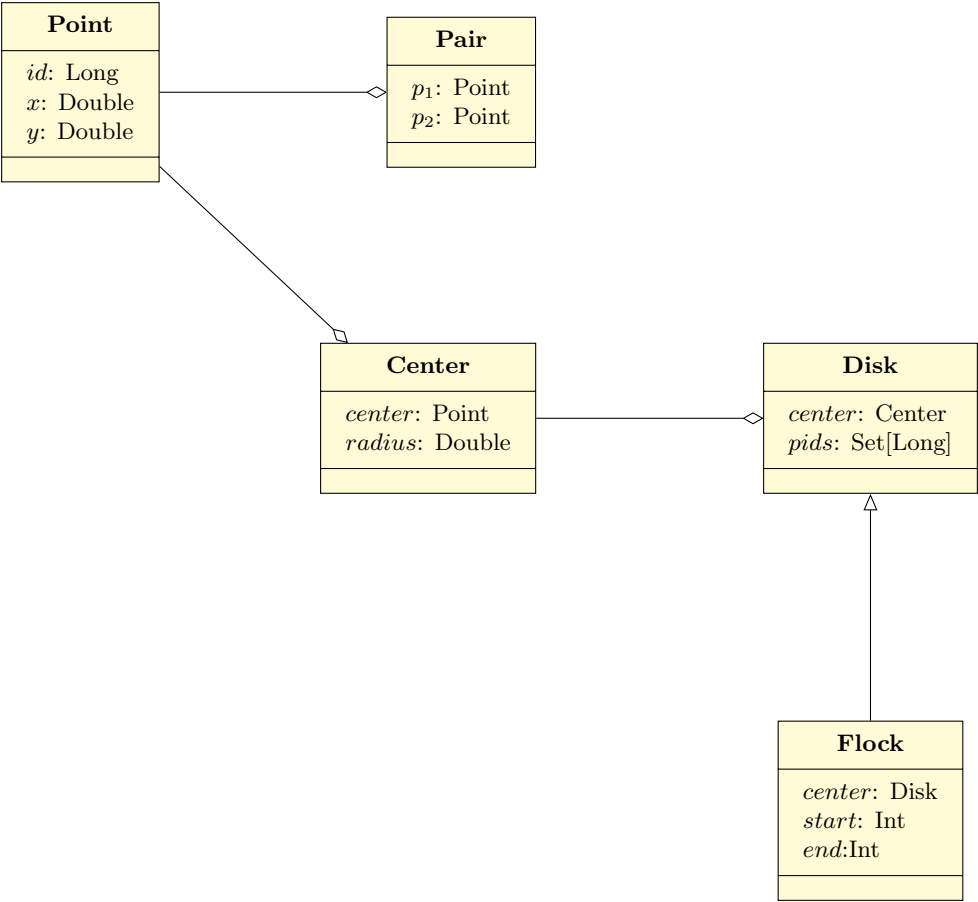 Point
id: Long
x: Double
y: Double
Pair
p₁: Point
p₂: Point
Center
center: Point
radius: Double
Disk
center: Center
pids: Set[Long]
Flock
center: Disk
start: Int
end:Int